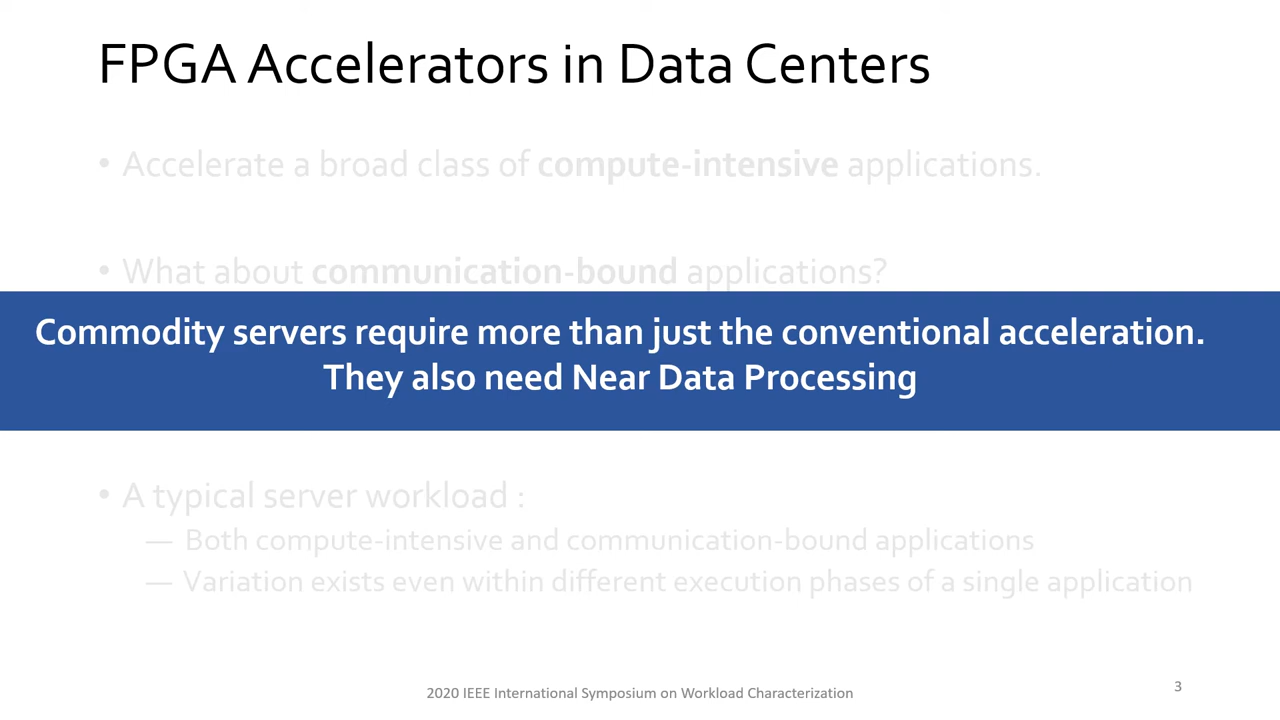 FPGA Accelerators in Data Centers
• Accelerate a broad class of compute-intensive applications.
• What about communication-bound applications?
Commodity servers require more than just the conventional acceleration.
They also need Near Data Processing
• A typical server workload :
— Both compute-intensive and communication-bound applications
— Variation exists even within different execution phases of a single application
2020 IEEE International Symposium on Workload Characterization
3